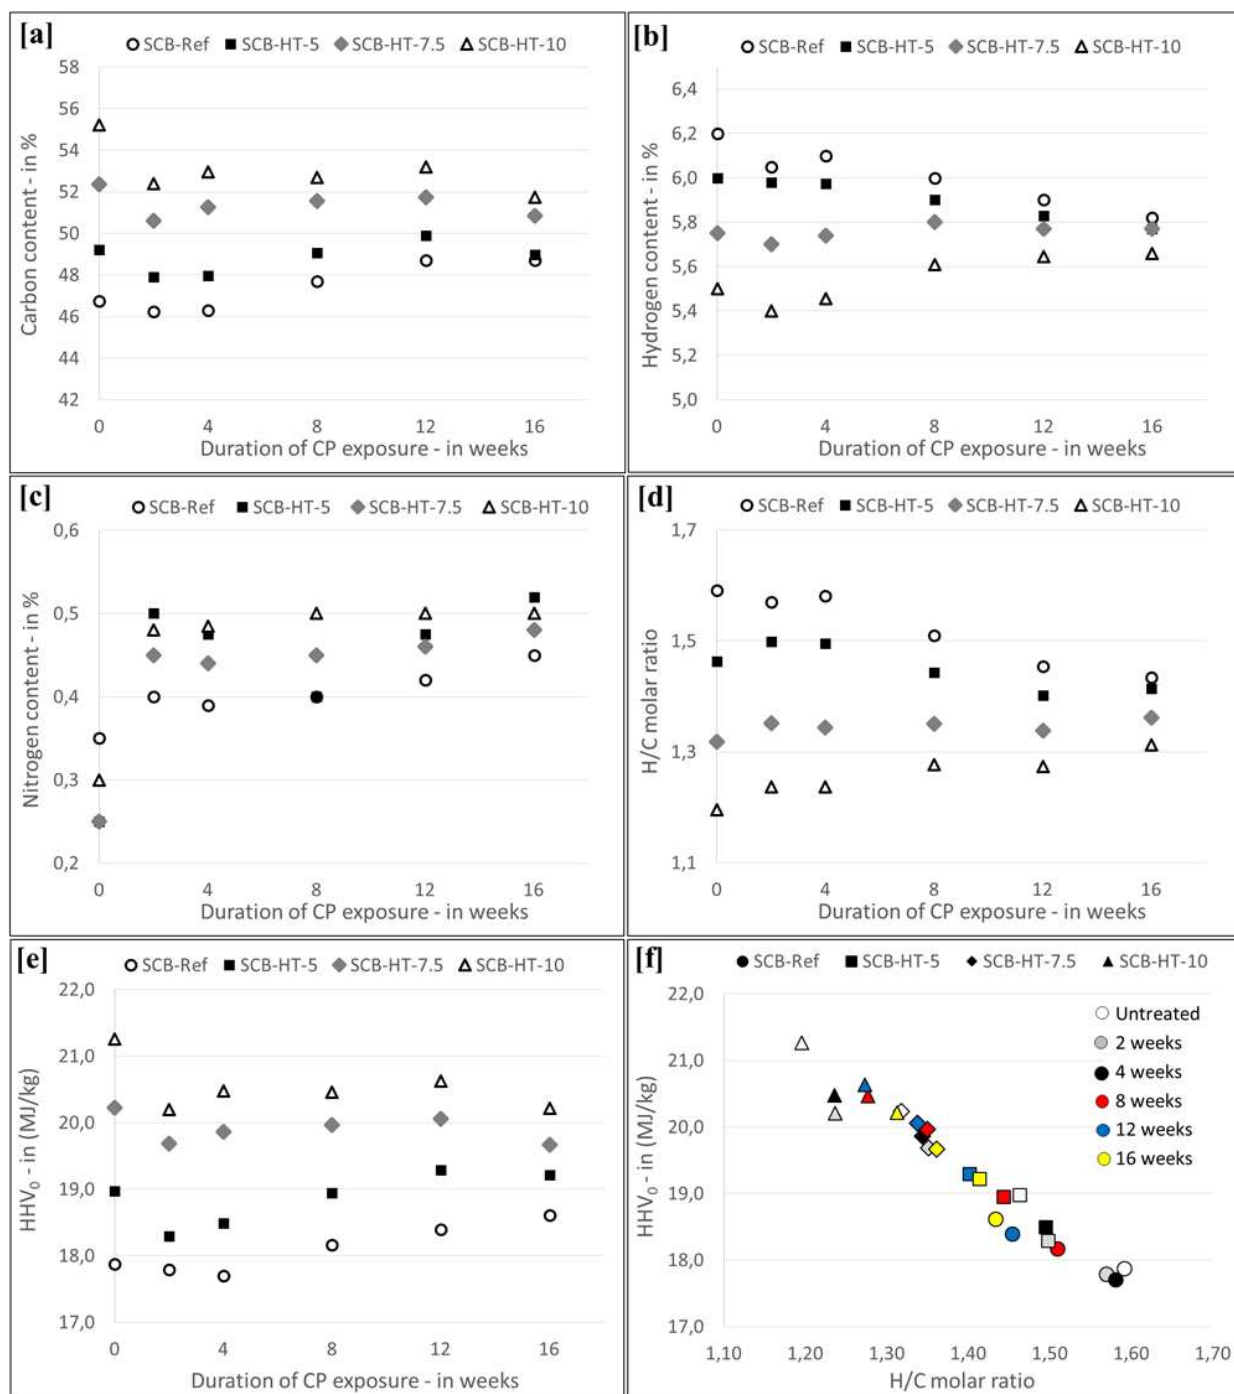 [a]
SCB-Ref SCB-HT-5 SCB-HT-7.5 SCB-HT-10
58
56
54
52
50
48
46
44
42
Carbon content - in %
0 4 8 12 16
Duration of CP exposure - in weeks
[b]
SCB-Ref SCB-HT-5 SCB-HT-7.5 SCB-HT-10
6,4
6,2
6,0
5,8
5,6
5,4
5,2
5,0
Hydrogen content - in %
0 4 8 12 16
Duration of CP exposure - in weeks
[c]
SCB-Ref SCB-HT-5 SCB-HT-7.5 SCB-HT-10
0,6
0,5
0,4
0,3
0,2
Nitrogen content - in %
0 4 8 12 16
Duration of CP exposure - in weeks
[d]
SCB-Ref SCB-HT-5 SCB-HT-7.5 SCB-HT-10
1,7
1,5
1,3
1,1
H/C molar ratio
0 4 8 12 16
Duration of CP exposure - in weeks
[e]
SCB-Ref SCB-HT-5 SCB-HT-7.5 SCB-HT-10
22,0
21,0
20,0
19,0
18,0
17,0
HHV₀ - in (MJ/kg)
0 4 8 12 16
Duration of CP exposure - in weeks
[f]
SCB-Ref SCB-HT-5 SCB-HT-7.5 SCB-HT-10
22,0
21,0
20,0
19,0
18,0
17,0
HHV₀ - in (MJ/kg)
Untreated
2 weeks
4 weeks
8 weeks
12 weeks
16 weeks
1,10 1,20 1,30 1,40 1,50 1,60 1,70
H/C molar ratio